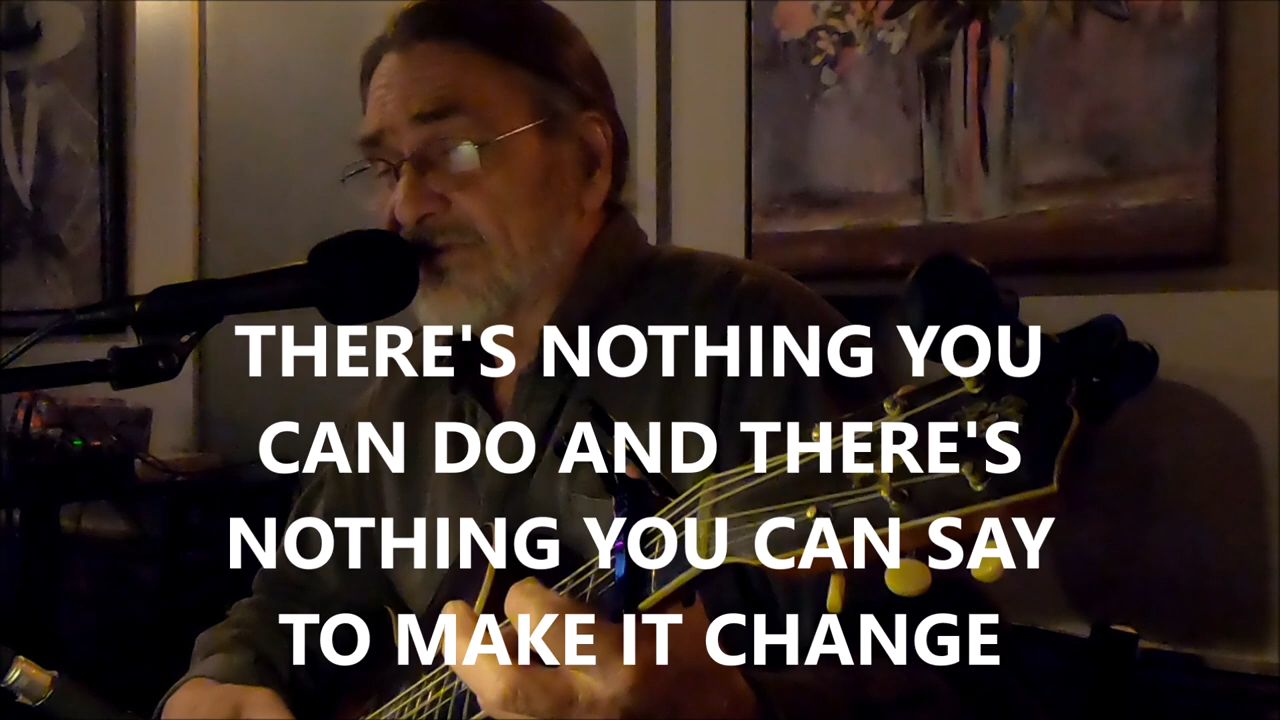 THERE'S NOTHING YOU
CAN DO AND THERE'S
NOTHING YOU CAN SAY
TO MAKE IT CHANGE